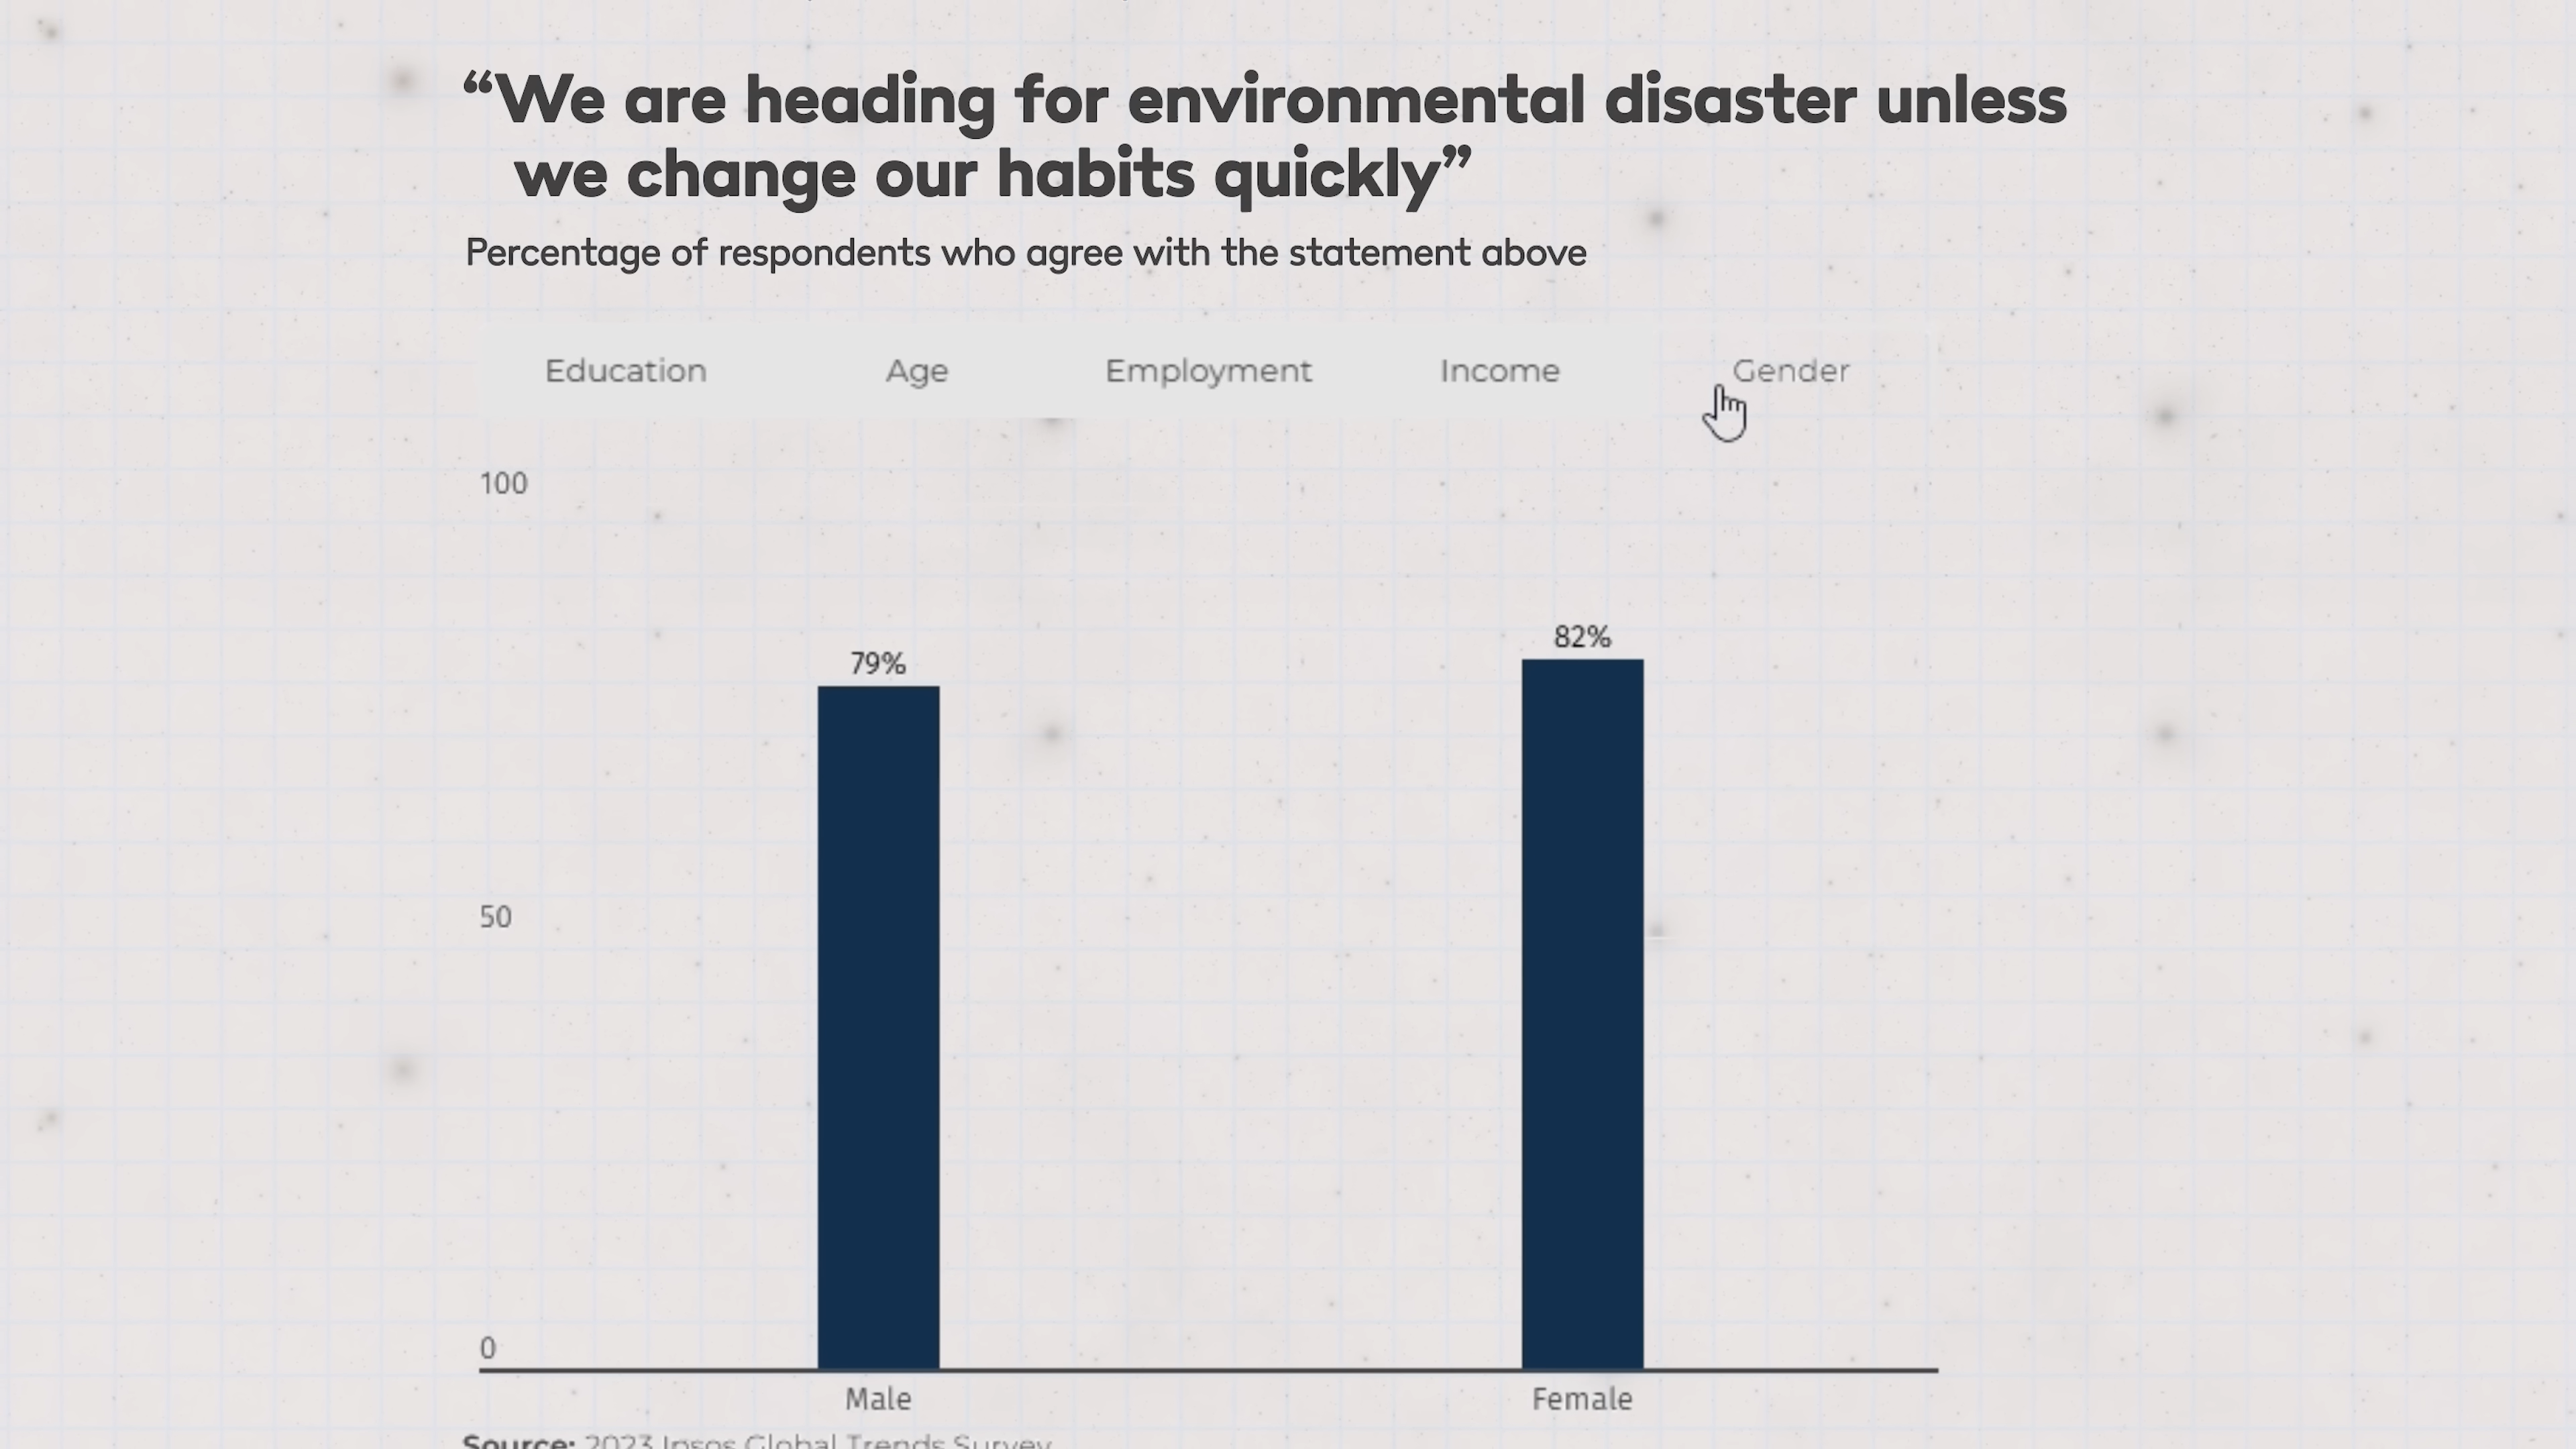 “We are heading for environmental disaster unless
we change our habits quickly”
Percentage of respondents who agree with the statement above
Education Age Employment Income Gender
100
79%
82%
50
0
Male Female
Source: 2023 Ipsos Global Trends Survey